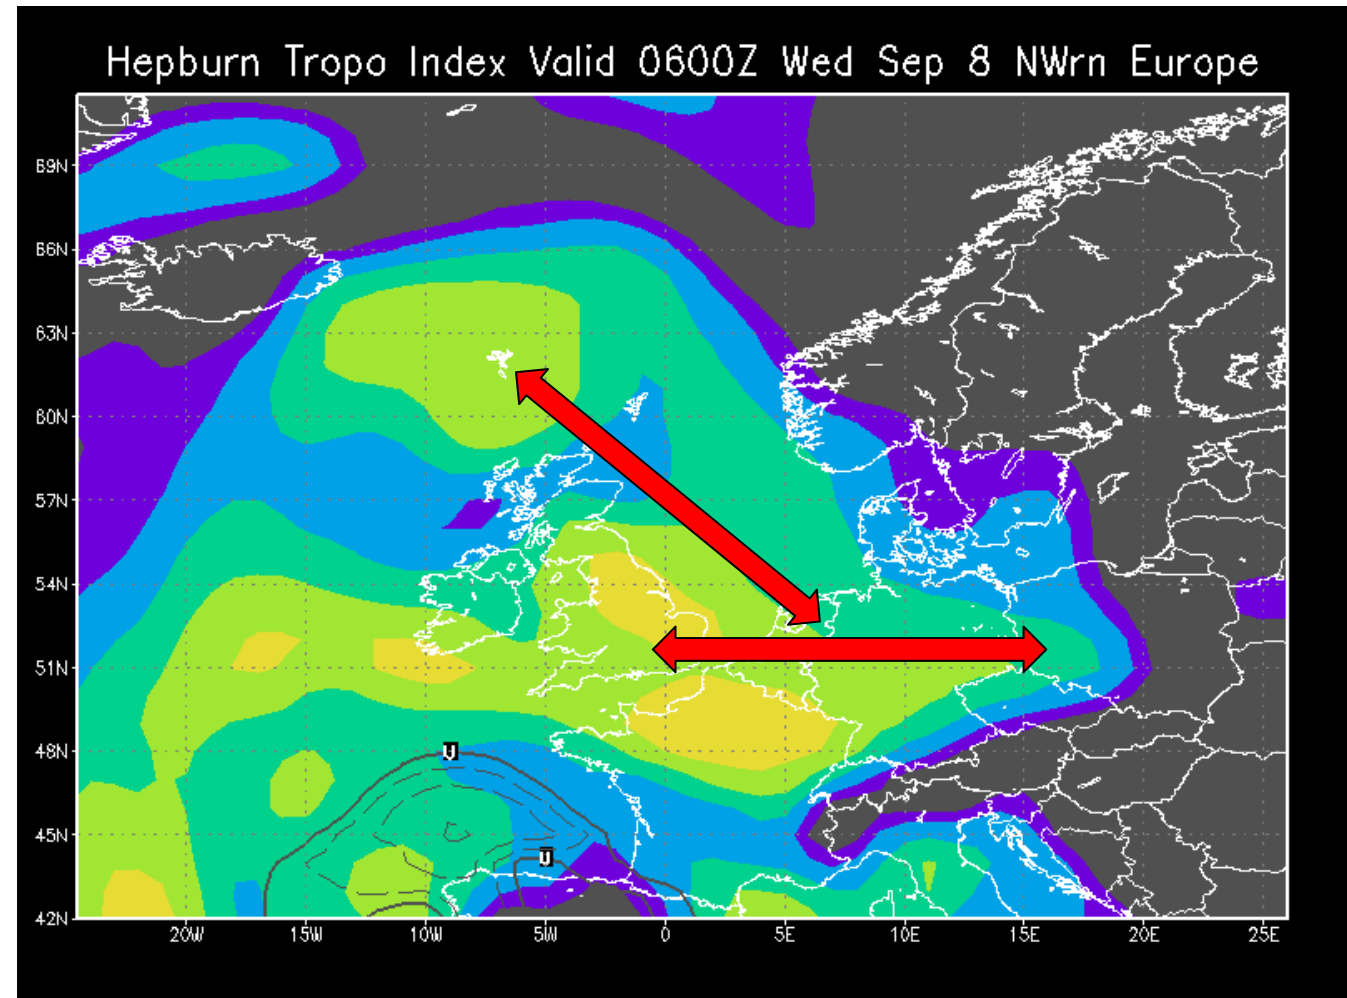 Hepburn Tropo Index Valid 0600Z Wed Sep 8 NWrn Europe
69N
66N
63N
60N
57N
54N
51N
48N
45N
42N
U
U
20W
15W
10W
5W
0
5E
10E
15E
20E
25E